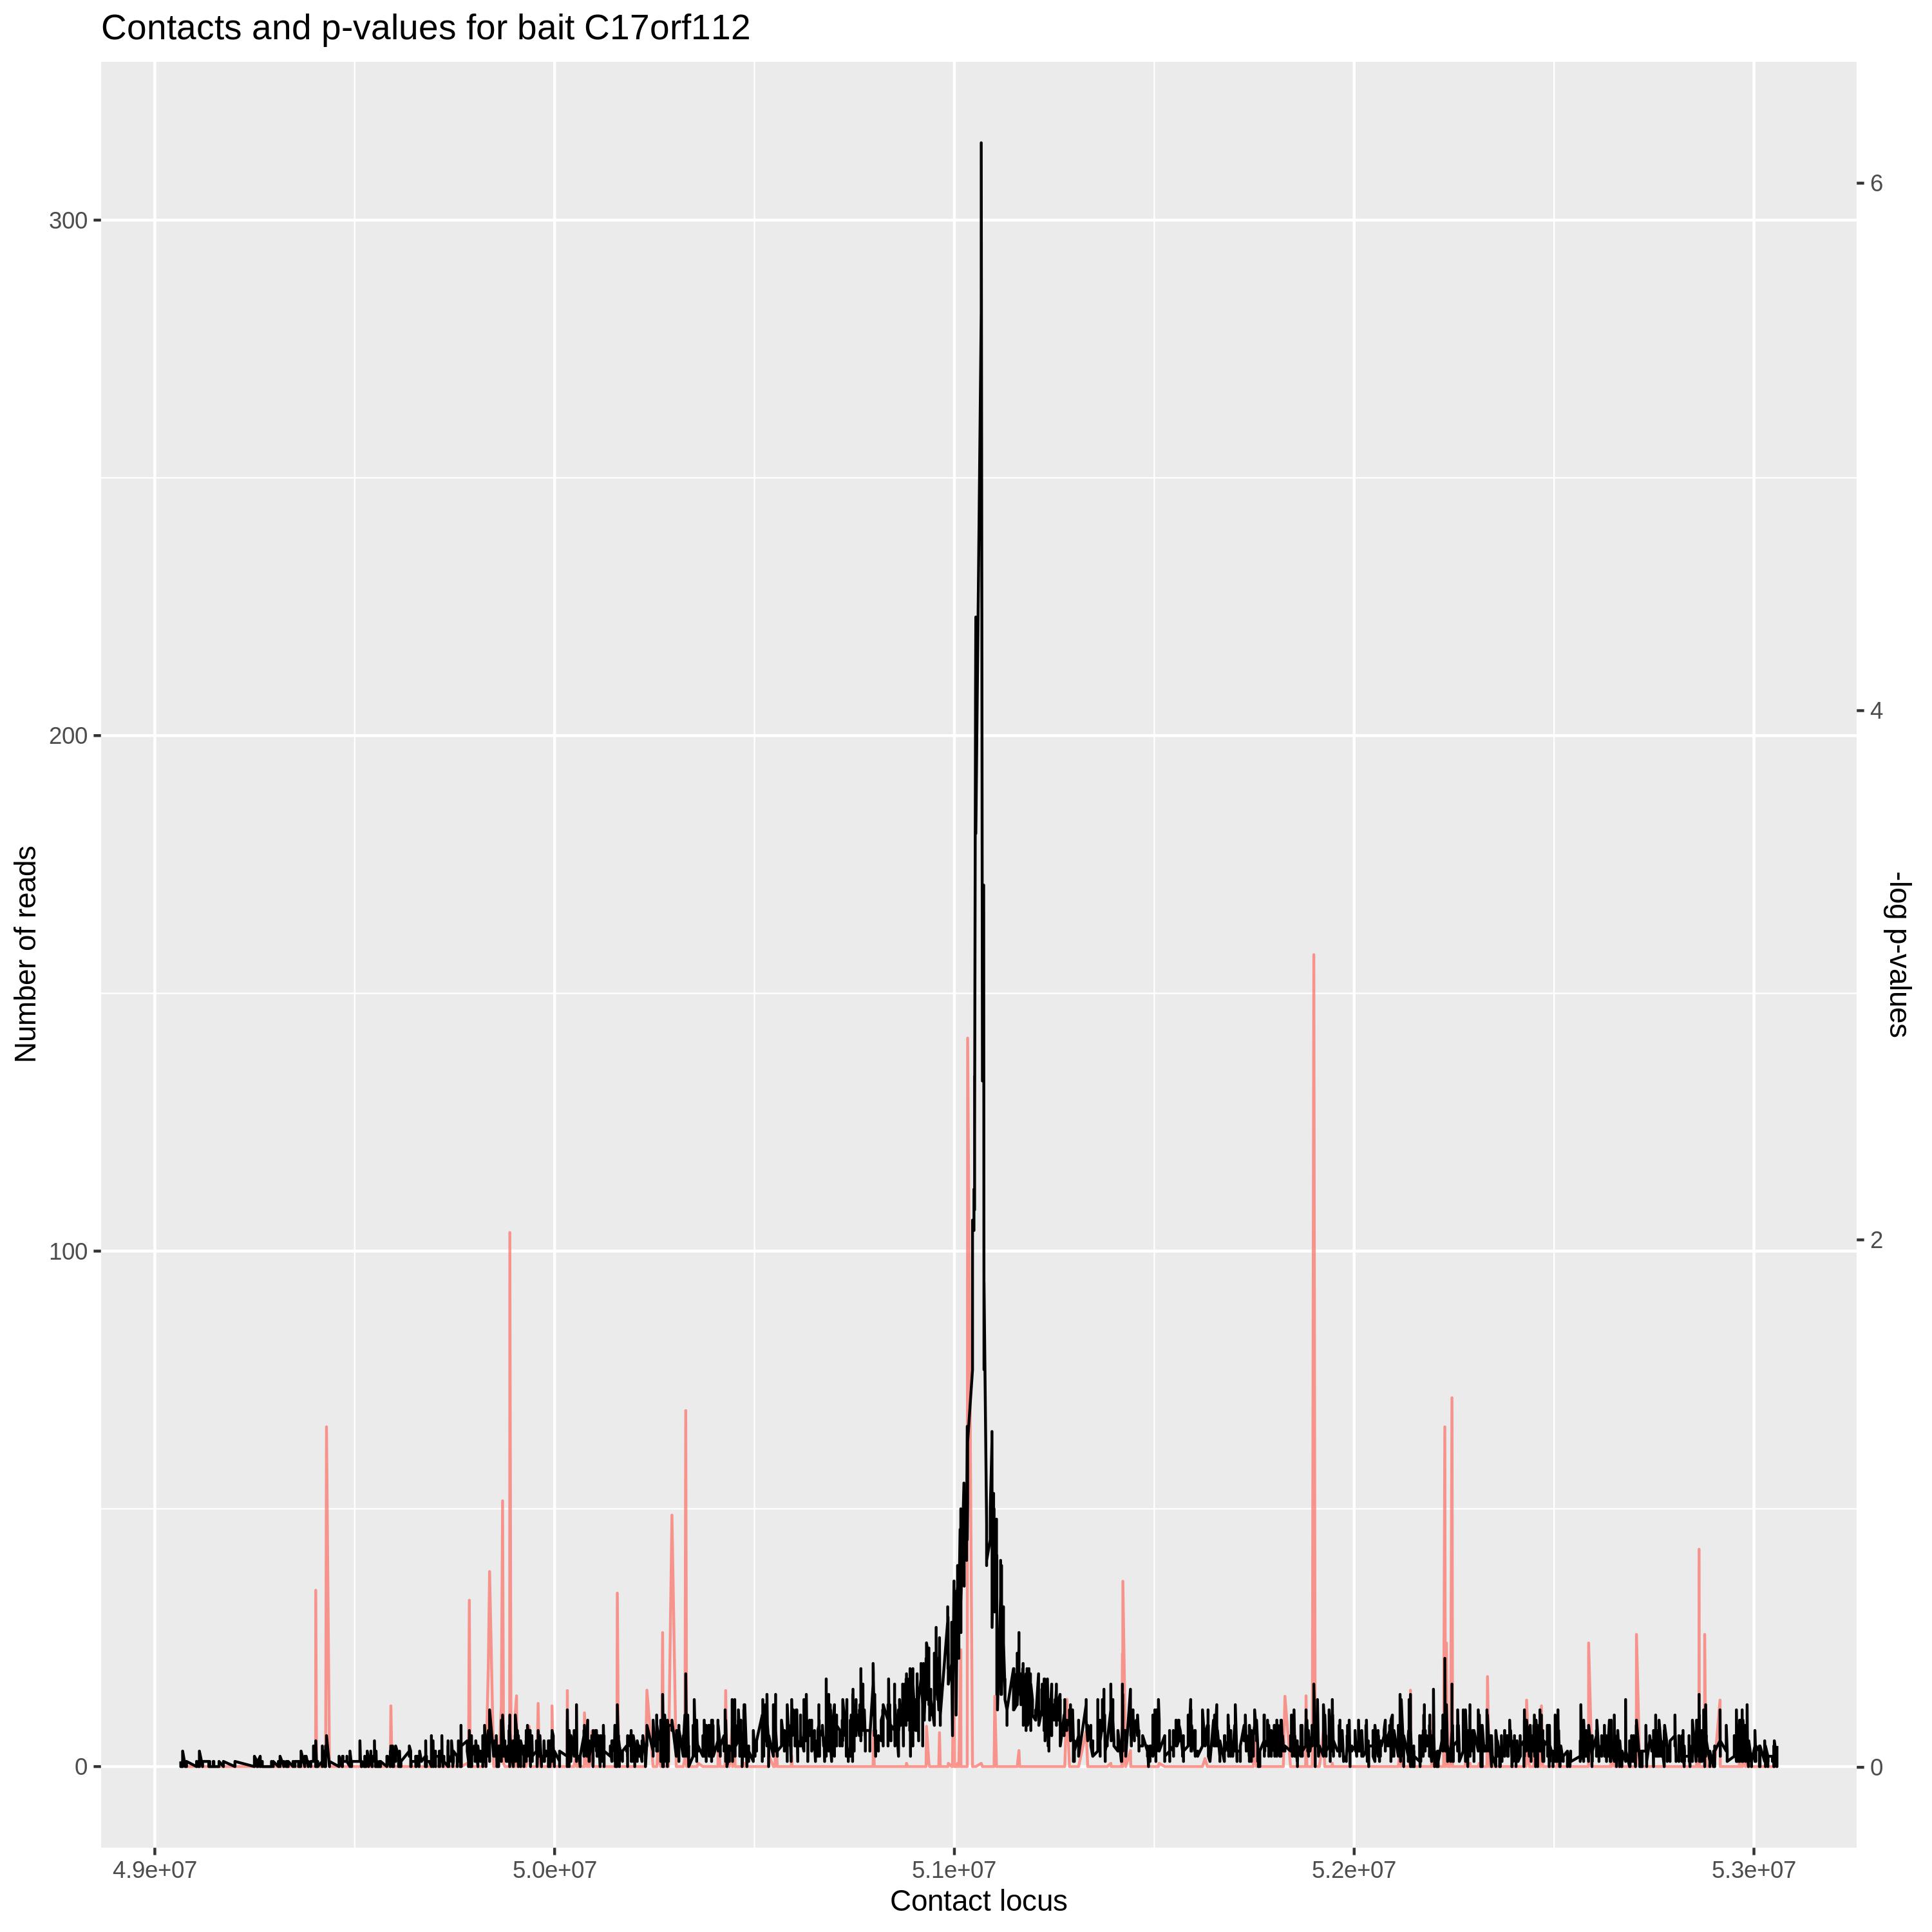 Contacts and p-values for bait C17orf112
300
200
100
0
Number of reads
6
4
2
0
-log p-values
4.9e+07 5.0e+07 5.1e+07 5.2e+07 5.3e+07
Contact locus